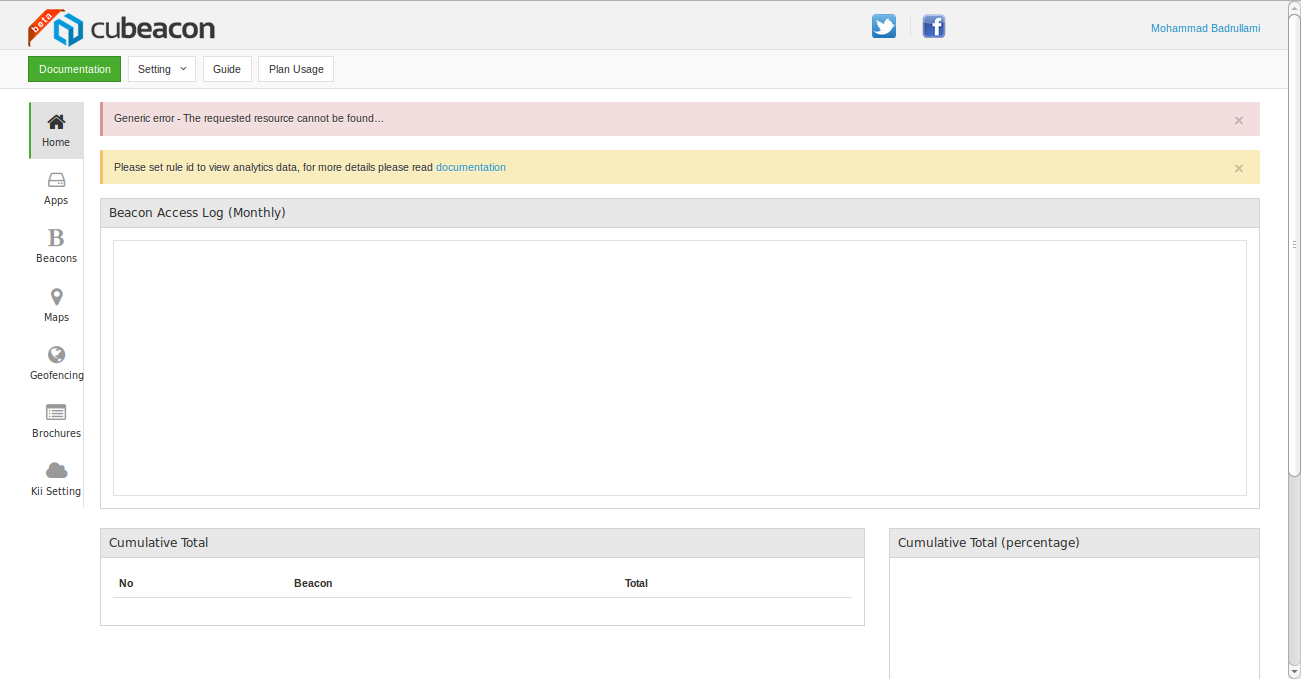 beta
cubeacon
Mohammad Badrullami
Documentation
Setting
Guide
Plan Usage
Home
Apps
B
Beacons
Maps
Geofencing
Brochures
Kii Setting
Generic error - The requested resource cannot be found...
×
Please set rule id to view analytics data, for more details please read documentation
×
Beacon Access Log (Monthly)
Cumulative Total
No Beacon Total
Cumulative Total (percentage)